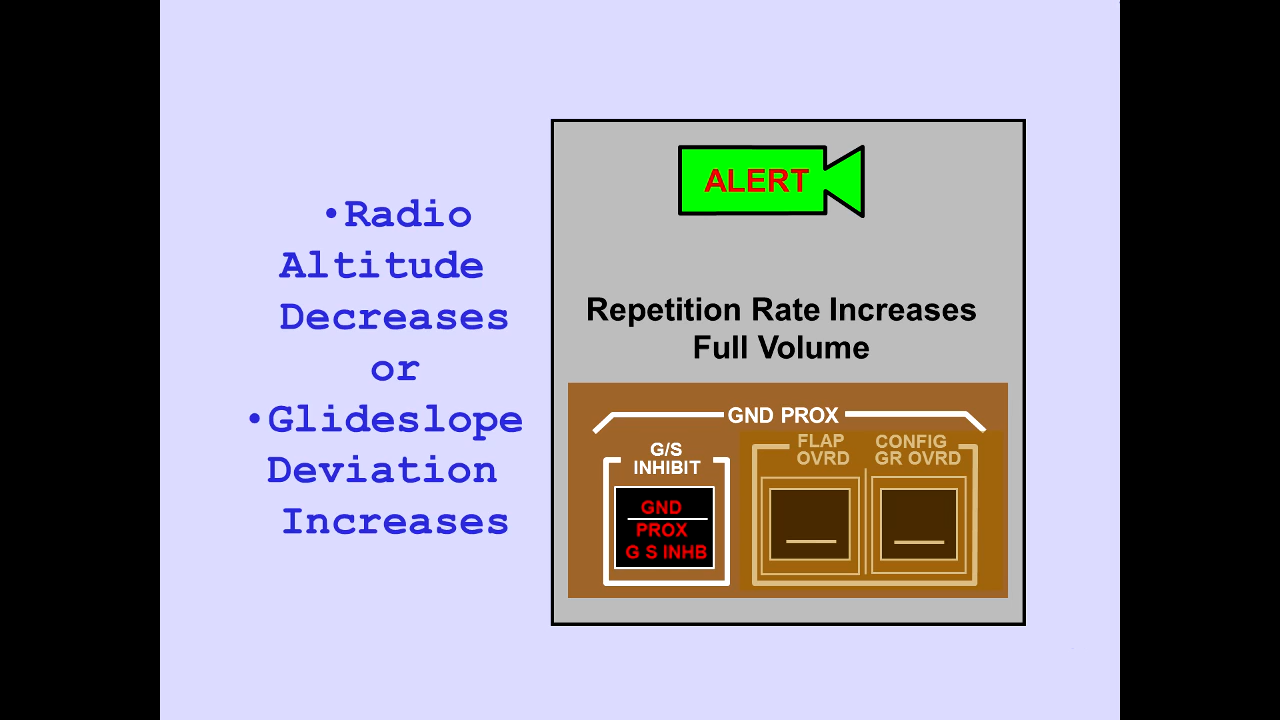 •Radio
Altitude
Decreases
or
•Glideslope
Deviation
Increases
ALERT
Repetition Rate Increases
Full Volume
GND PROX
G/S
INHIBIT
GND
PROX
G S INHB
FLAP
OVRD
CONFIG
GR OVRD